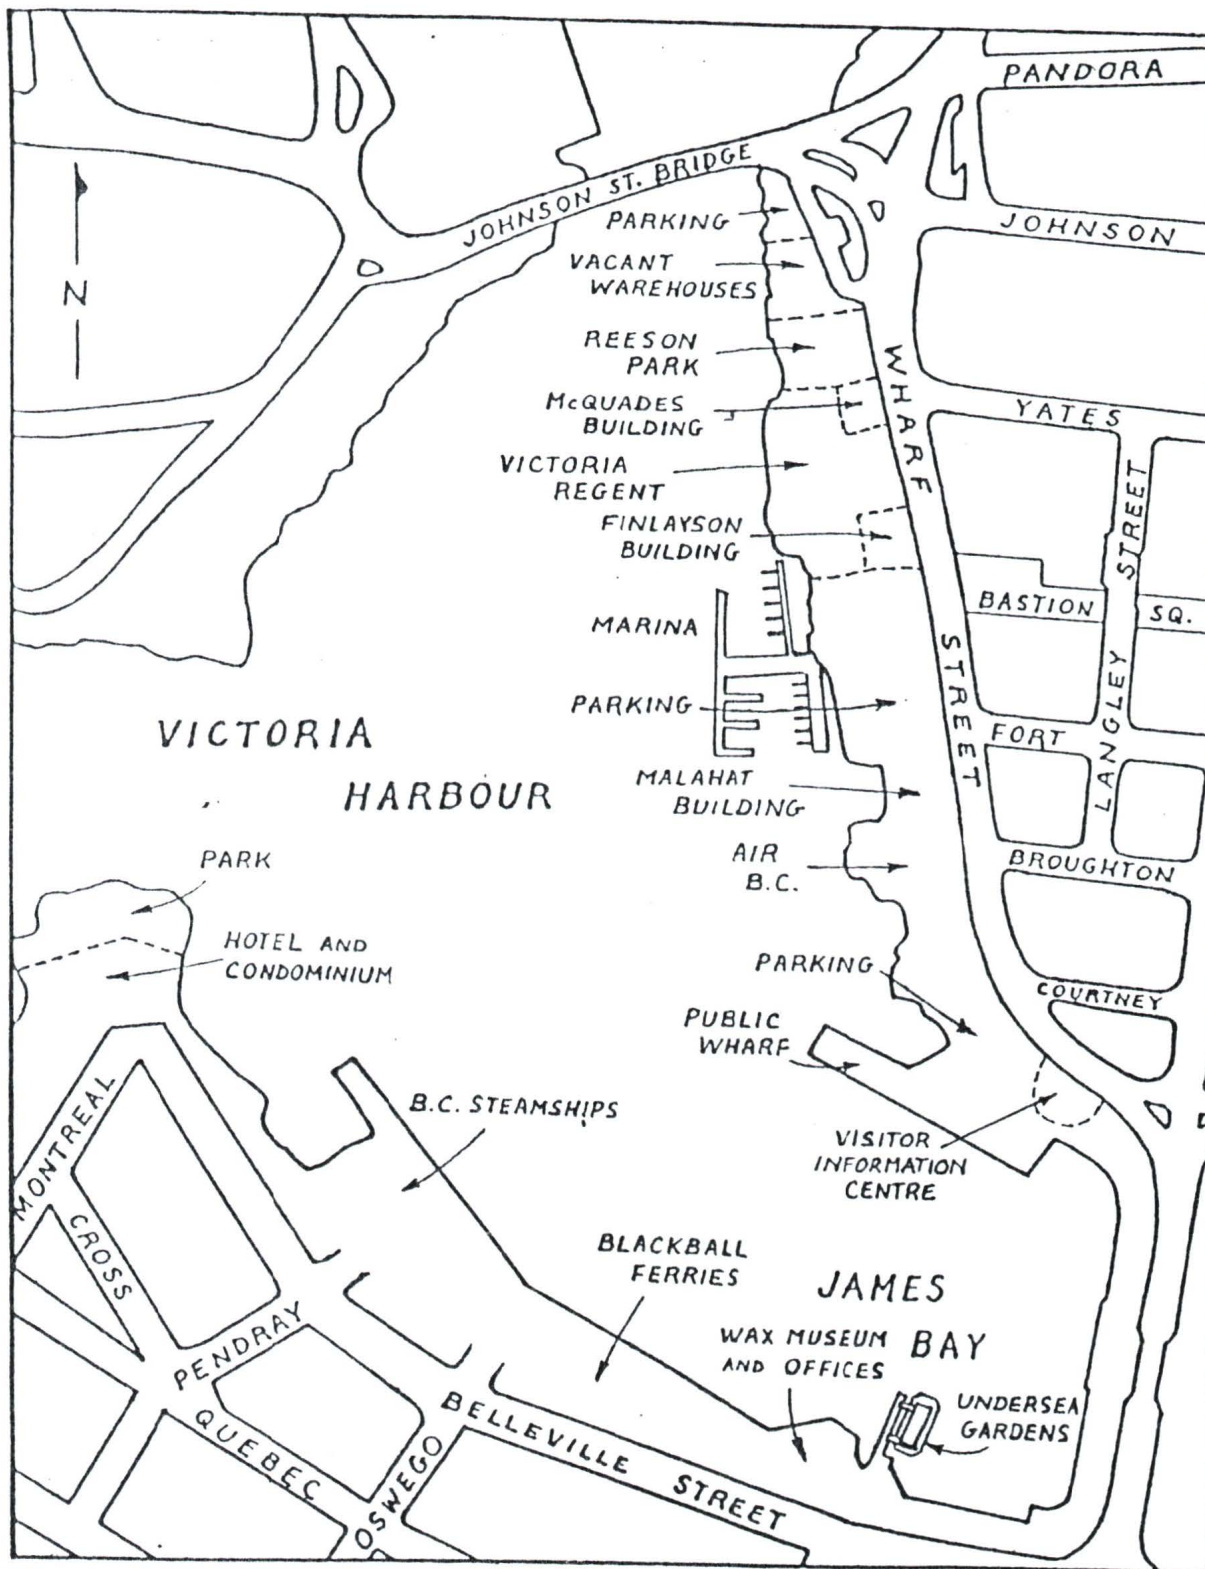 PANDORA
JOHNSON ST. BRIDGE
PARKING
JOHNSON
VACANT
WAREHOUSES
N
REESON
PARK
WHARF STREET
McQUADES
BUILDING
YATES
VICTORIA
REGENT
LANGLEY STREET
FINLAYSON
BUILDING
BASTION SQ.
MARINA
PARKING
VICTORIA
HARBOUR
FORT
MALAHAT
BUILDING
AIR
B.C.
BROUGHTON
PARK
HOTEL AND
CONDOMINIUM
PARKING
COURTNEY
PUBLIC
WHARF
B.C. STEAMSHIPS
VISITOR
INFORMATION
CENTRE
MONTREAL
CROSS
BLACKBALL
FERRIES
JAMES
BAY
WAX MUSEUM
AND OFFICES
PENDRAY
UNDERSEA
GARDENS
BELLEVILLE STREET
QUEBEC
OSWEGO